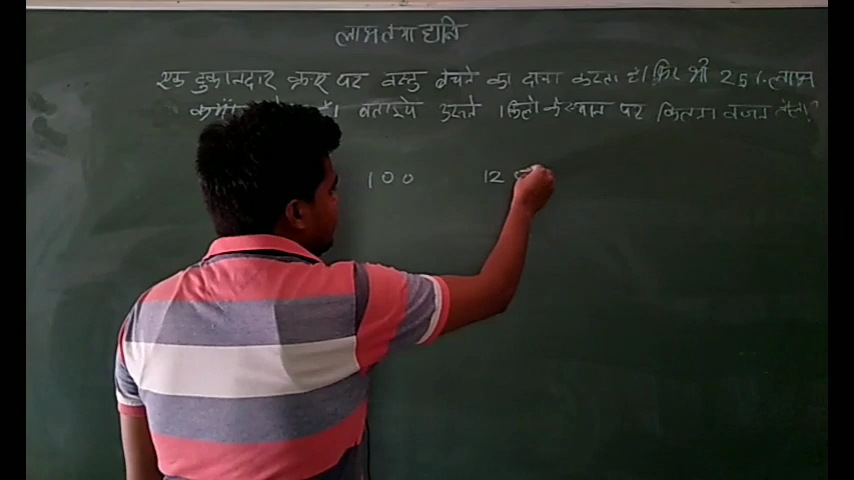 लाभ तथा हानि
एक दुकानदार क्रय पर वस्तु बेचने का दावा करता है। फिर भी 25% लाभ
बताइये उसने 1 किलो के स्थान पर कितना वजन
100 12